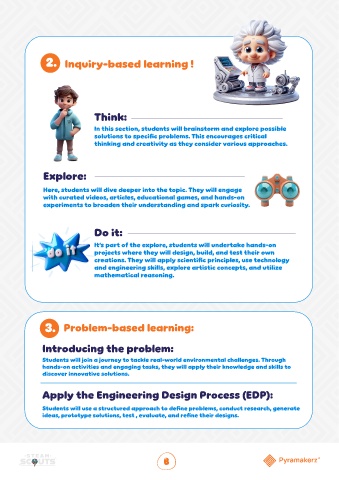 2. Inquiry-based learning !
Think:
In this section, students will brainstorm and explore possible
solutions to specific problems. This encourages critical
thinking and creativity as they consider various approaches.
Explore:
Here, students will dive deeper into the topic. They will engage
with curated videos, articles, educational games, and hands-on
experiments to broaden their understanding and spark curiosity.
Do it:
do it
It's part of the explore, students will undertake hands-on
projects where they will design, build, and test their own
creations. They will apply scientific principles, use technology
and engineering skills, explore artistic concepts, and utilize
mathematical reasoning.
3. Problem-based learning:
Introducing the problem:
Students will join a journey to tackle real-world environmental challenges. Through
hands-on activities and engaging tasks, they will apply their knowledge and skills to
discover innovative solutions.
Apply the Engineering Design Process (EDP):
Students will use a structured approach to define problems, conduct research, generate
ideas, prototype solutions, test , evaluate, and refine their designs.
STEAM
SCOUTS
6
Pyramakerz